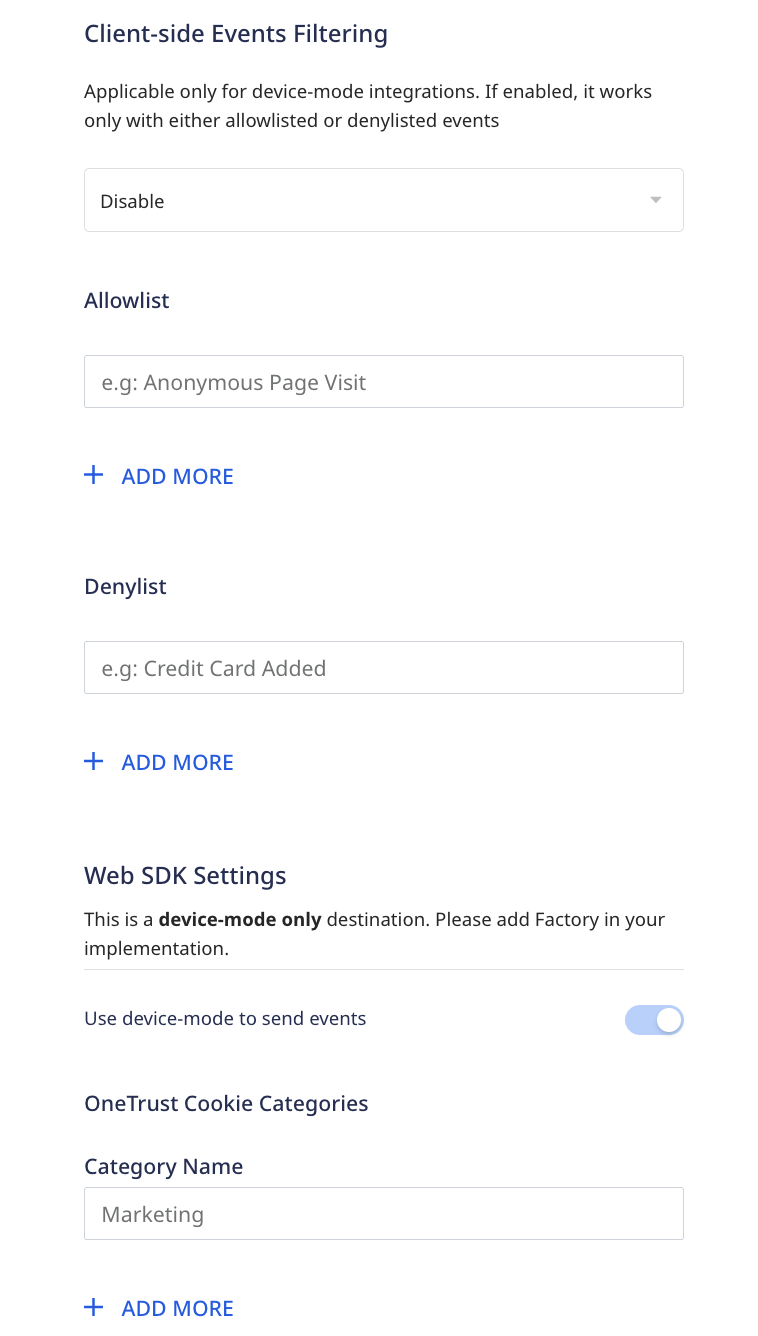 Client-side Events Filtering
Applicable only for device-mode integrations. If enabled, it works
only with either allowlisted or denylisted events
Disable
Allowlist
e.g: Anonymous Page Visit
+ ADD MORE
Denylist
e.g: Credit Card Added
+ ADD MORE
Web SDK Settings
This is a device-mode only destination. Please add Factory in your
implementation.
Use device-mode to send events
OneTrust Cookie Categories
Category Name
Marketing
+ ADD MORE